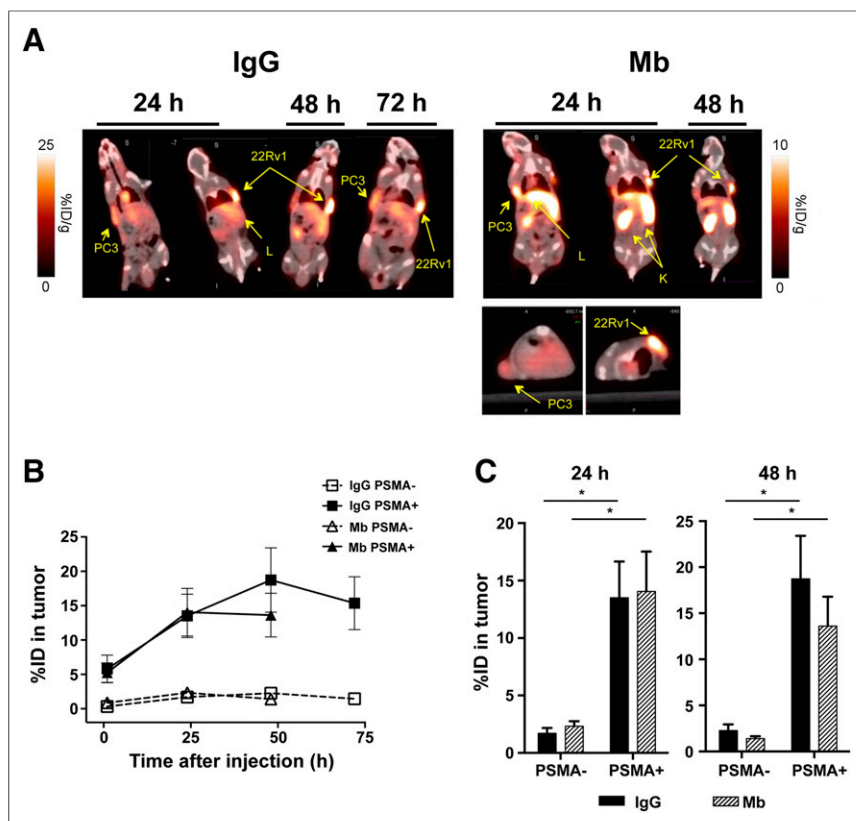 A
IgG
Mb
24 h
48 h
72 h
24 h
48 h
25
%ID/g
0
22Rv1
PC3
PC3
L
22Rv1
10
%ID/g
0
22Rv1
PC3
L
K
22Rv1
PC3
B
IgG PSMA-
IgG PSMA+
Mb PSMA-
Mb PSMA+
%ID in tumor
25
20
15
10
5
0
0
25
50
75
Time after injection (h)
C
24 h
48 h
* *
* *
%ID in tumor
20
15
10
5
0
25
20
15
10
5
0
PSMA- PSMA+ PSMA- PSMA+
IgG Mb